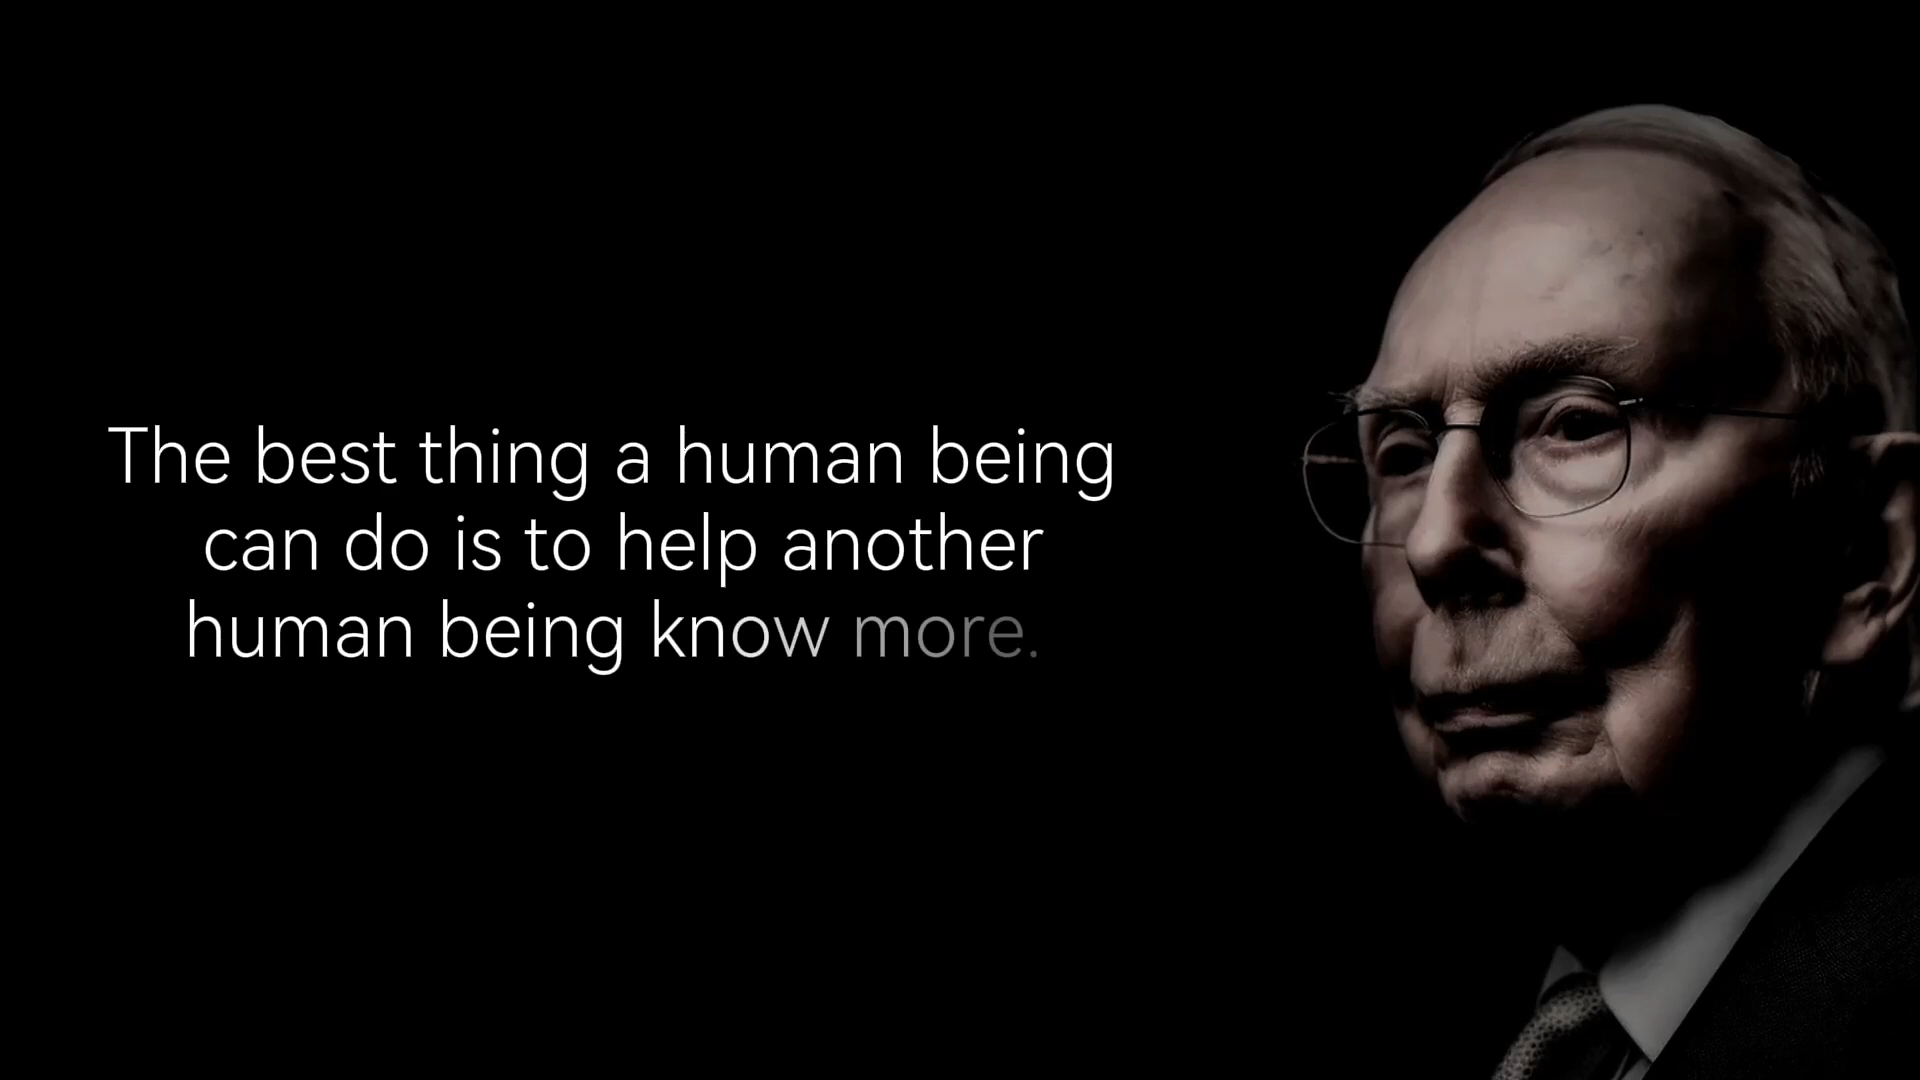 The best thing a human being
can do is to help another
human being know more.